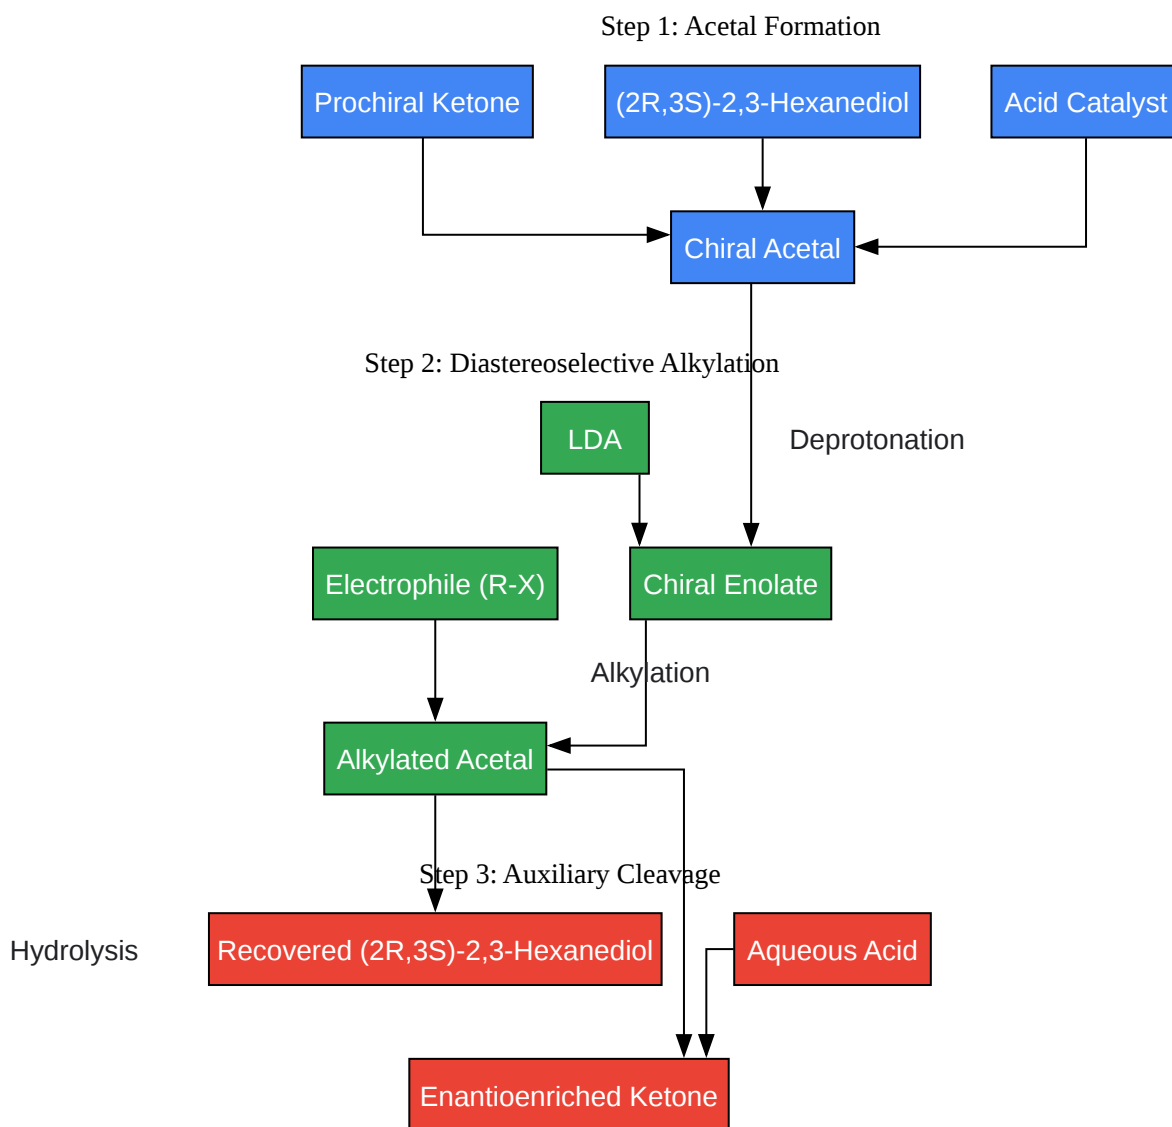 Step 1: Acetal Formation
Prochiral Ketone
(2R,3S)-2,3-Hexanediol
Acid Catalyst
Chiral Acetal
Step 2: Diastereoselective Alkylation
LDA
Deprotonation
Electrophile (R-X)
Chiral Enolate
Alkylation
Alkylated Acetal
Step 3: Auxiliary Cleavage
Hydrolysis
Recovered (2R,3S)-2,3-Hexanediol
Aqueous Acid
Enantioenriched Ketone